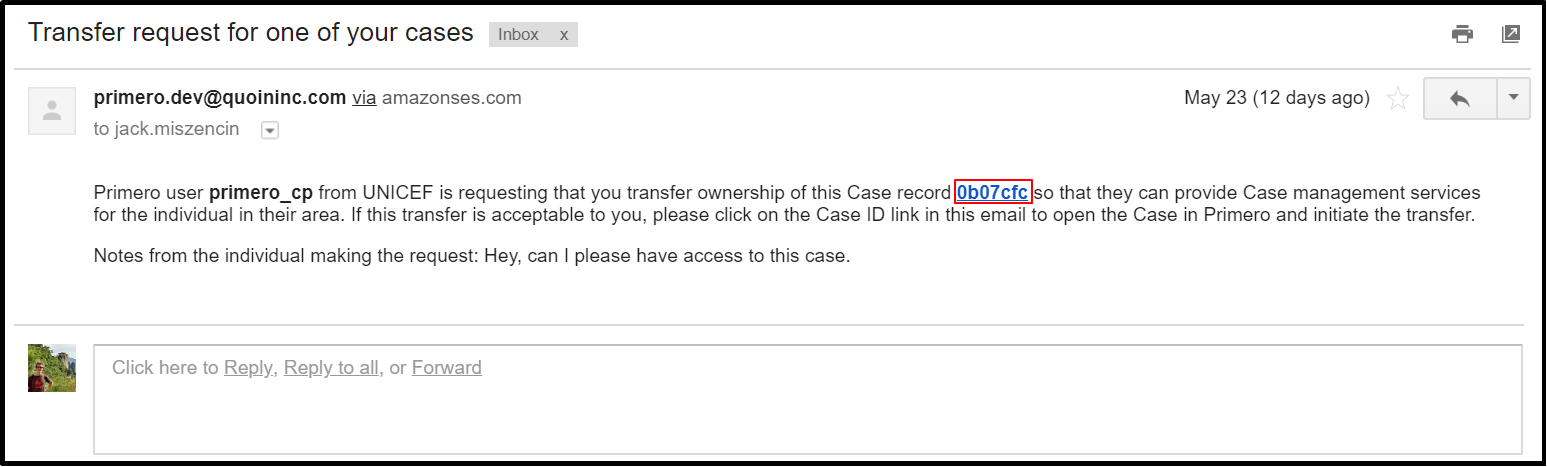 Transfer request for one of your cases Inbox x
primero.dev@quoininc.com via amazonses.com May 23 (12 days ago)
to jack.miszencin
Primero user primero_cp from UNICEF is requesting that you transfer ownership of this Case record 0b07cfc so that they can provide Case management services
for the individual in their area. If this transfer is acceptable to you, please click on the Case ID link in this email to open the Case in Primero and initiate the transfer.
Notes from the individual making the request: Hey, can I please have access to this case.
Click here to Reply, Reply to all, or Forward